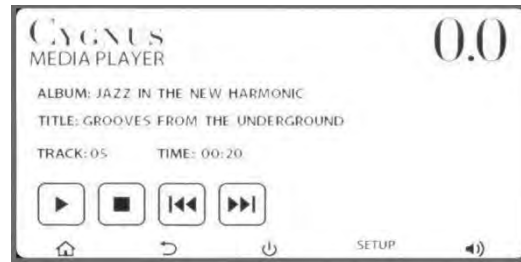 CYGNUS
0.0
MEDIA PLAYER
ALBUM: JAZZ IN THE NEW HARMONIC
TITLE: GROOVES FROM THE UNDERGROUND
TRACK: 05 TIME: 00:20
SETUP